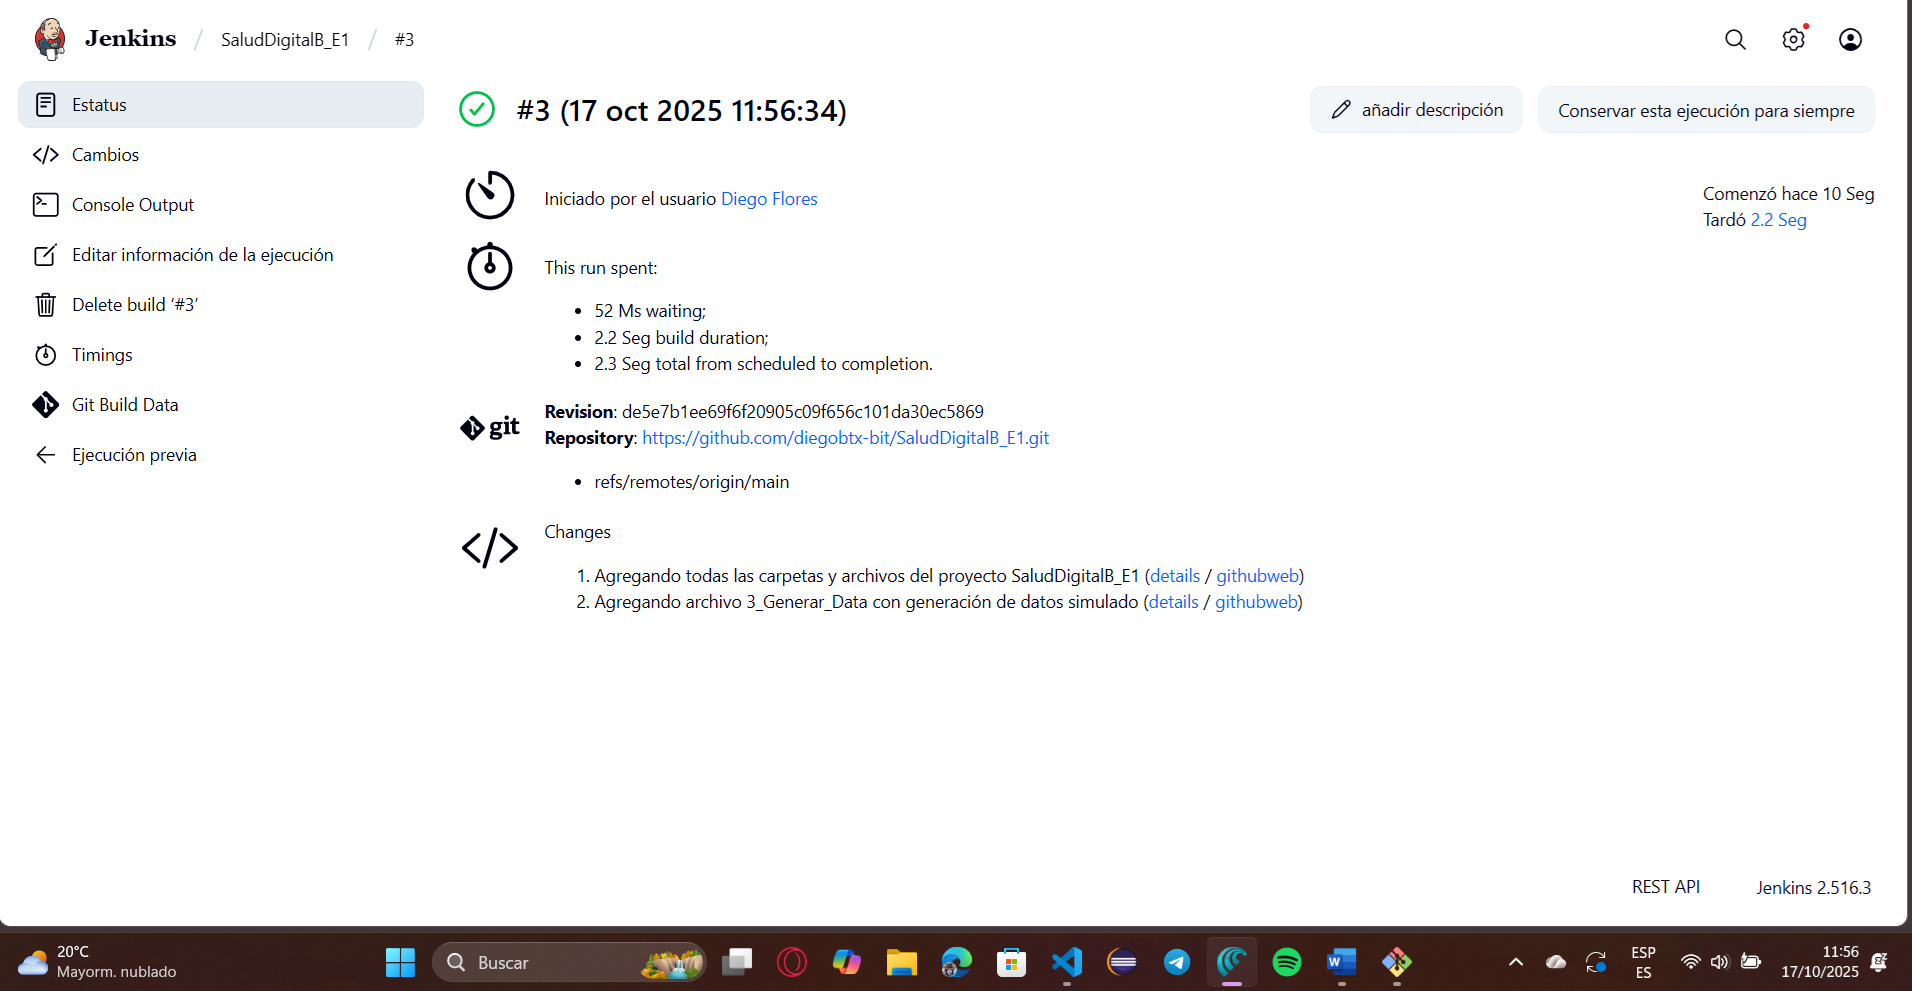 Jenkins / SaludDigitalB_E1 / #3
Estatus
Cambios
Console Output
Editar información de la ejecución
Delete build ‘#3’
Timings
Git Build Data
Ejecución previa
#3 (17 oct 2025 11:56:34)
añadir descripción
Conservar esta ejecución para siempre
Iniciado por el usuario Diego Flores
Comenzó hace 10 Seg
Tardó 2.2 Seg
This run spent:
52 Ms waiting;
2.2 Seg build duration;
2.3 Seg total from scheduled to completion.
git
Revision: de5e7b1ee69f6f20905c09f656c101da30ec5869
Repository: https://github.com/diegobtx-bit/SaludDigitalB_E1.git
refs/remotes/origin/main
Changes
1. Agregando todas las carpetas y archivos del proyecto SaludDigitalB_E1 (details / githubweb)
2. Agregando archivo 3_Generar_Data con generación de datos simulado (details / githubweb)
REST API
Jenkins 2.516.3
20°C
Mayorm. nublado
Buscar
ESP
ES
11:56
17/10/2025